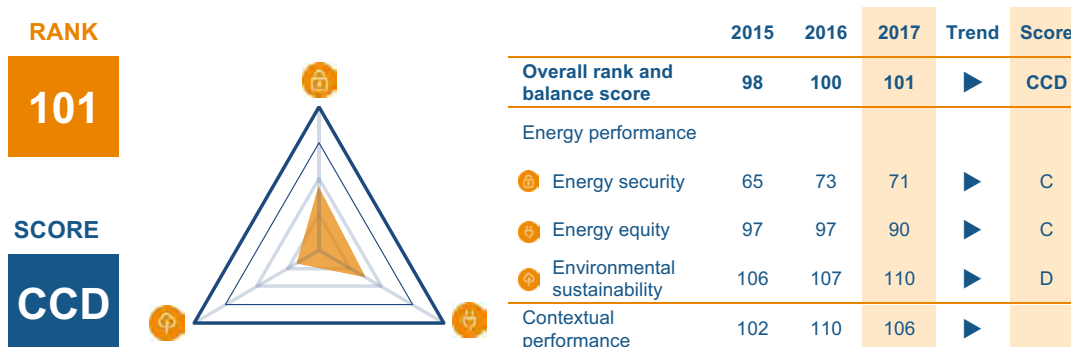 RANK
101
SCORE
CCD
2015 2016 2017 Trend Score
Overall rank and
balance score 98 100 101 CCD
Energy performance
Energy security 65 73 71 C
Energy equity 97 97 90 C
Environmental
sustainability 106 107 110 D
Contextual
performance 102 110 106